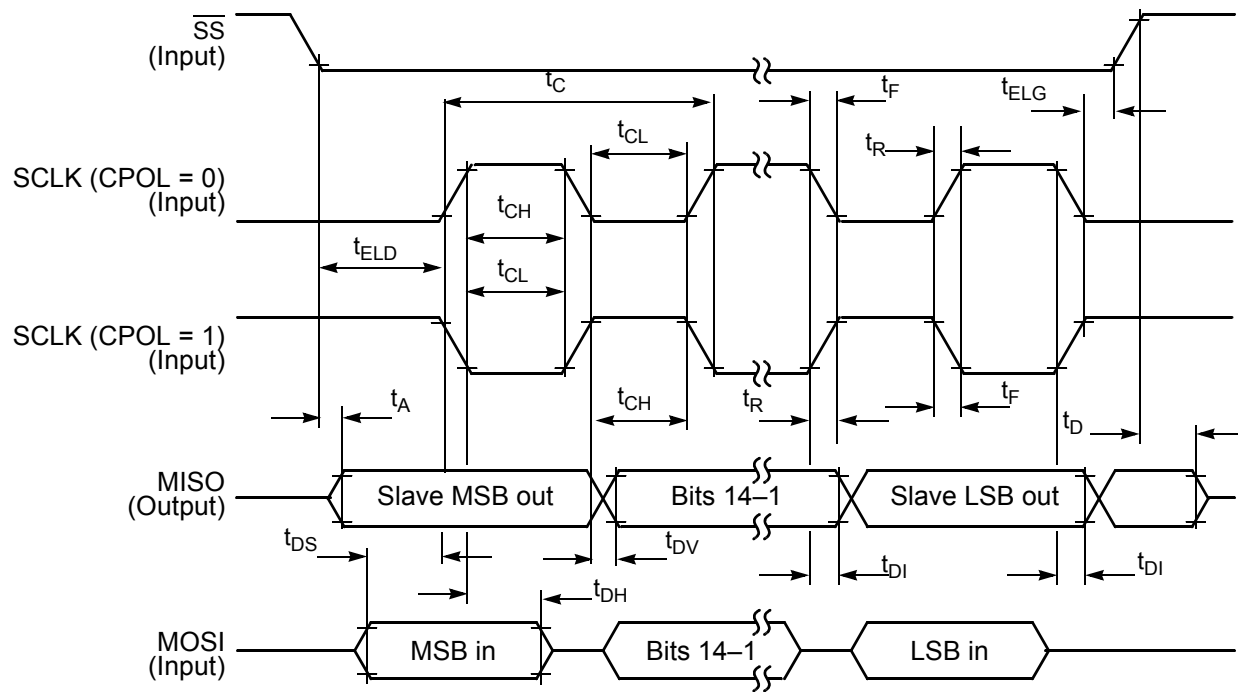 SS
(Input)
tC
tF
tELG
tCL
tR
SCLK (CPOL = 0)
(Input)
tCH
tELD
tCL
SCLK (CPOL = 1)
(Input)
tA
tCH
tR
tF
tD
MISO
(Output)
Slave MSB out
Bits 14–1
Slave LSB out
tDS
tDV
tDI
tDI
tDH
MOSI
(Input)
MSB in
Bits 14–1
LSB in